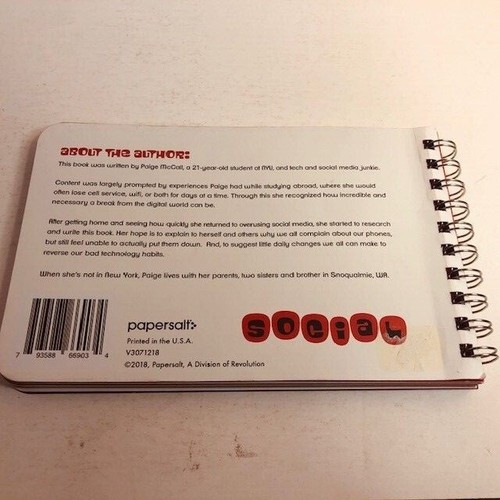 ABOUT THE AUTHOR:
This book was written by Paige McCall, a 21-year-old student at NYU, and tech and social media junkie.
Content was largely prompted by experiences Paige had while studying abroad, where she would
often lose cell service, wifi, or both for days at a time. Through this she recognized how incredible and
necessary a break from the digital world can be.
After getting home and seeing how quickly she returned to overusing social media, she started to research
and write this book. Her hope is to explain to herself and others why we all complain about our phones,
but still feel unable to actually put them down. And, to suggest little daily changes we all can make to
reverse our bad technology habits.
When she's not in New York, Paige lives with her parents, two sisters and brother in Snoqualmie, WA.
papersalt
social
Printed in the U.S.A.
V3071218
©2018, Papersalt, A Division of Revolution
7 93588 66903 4